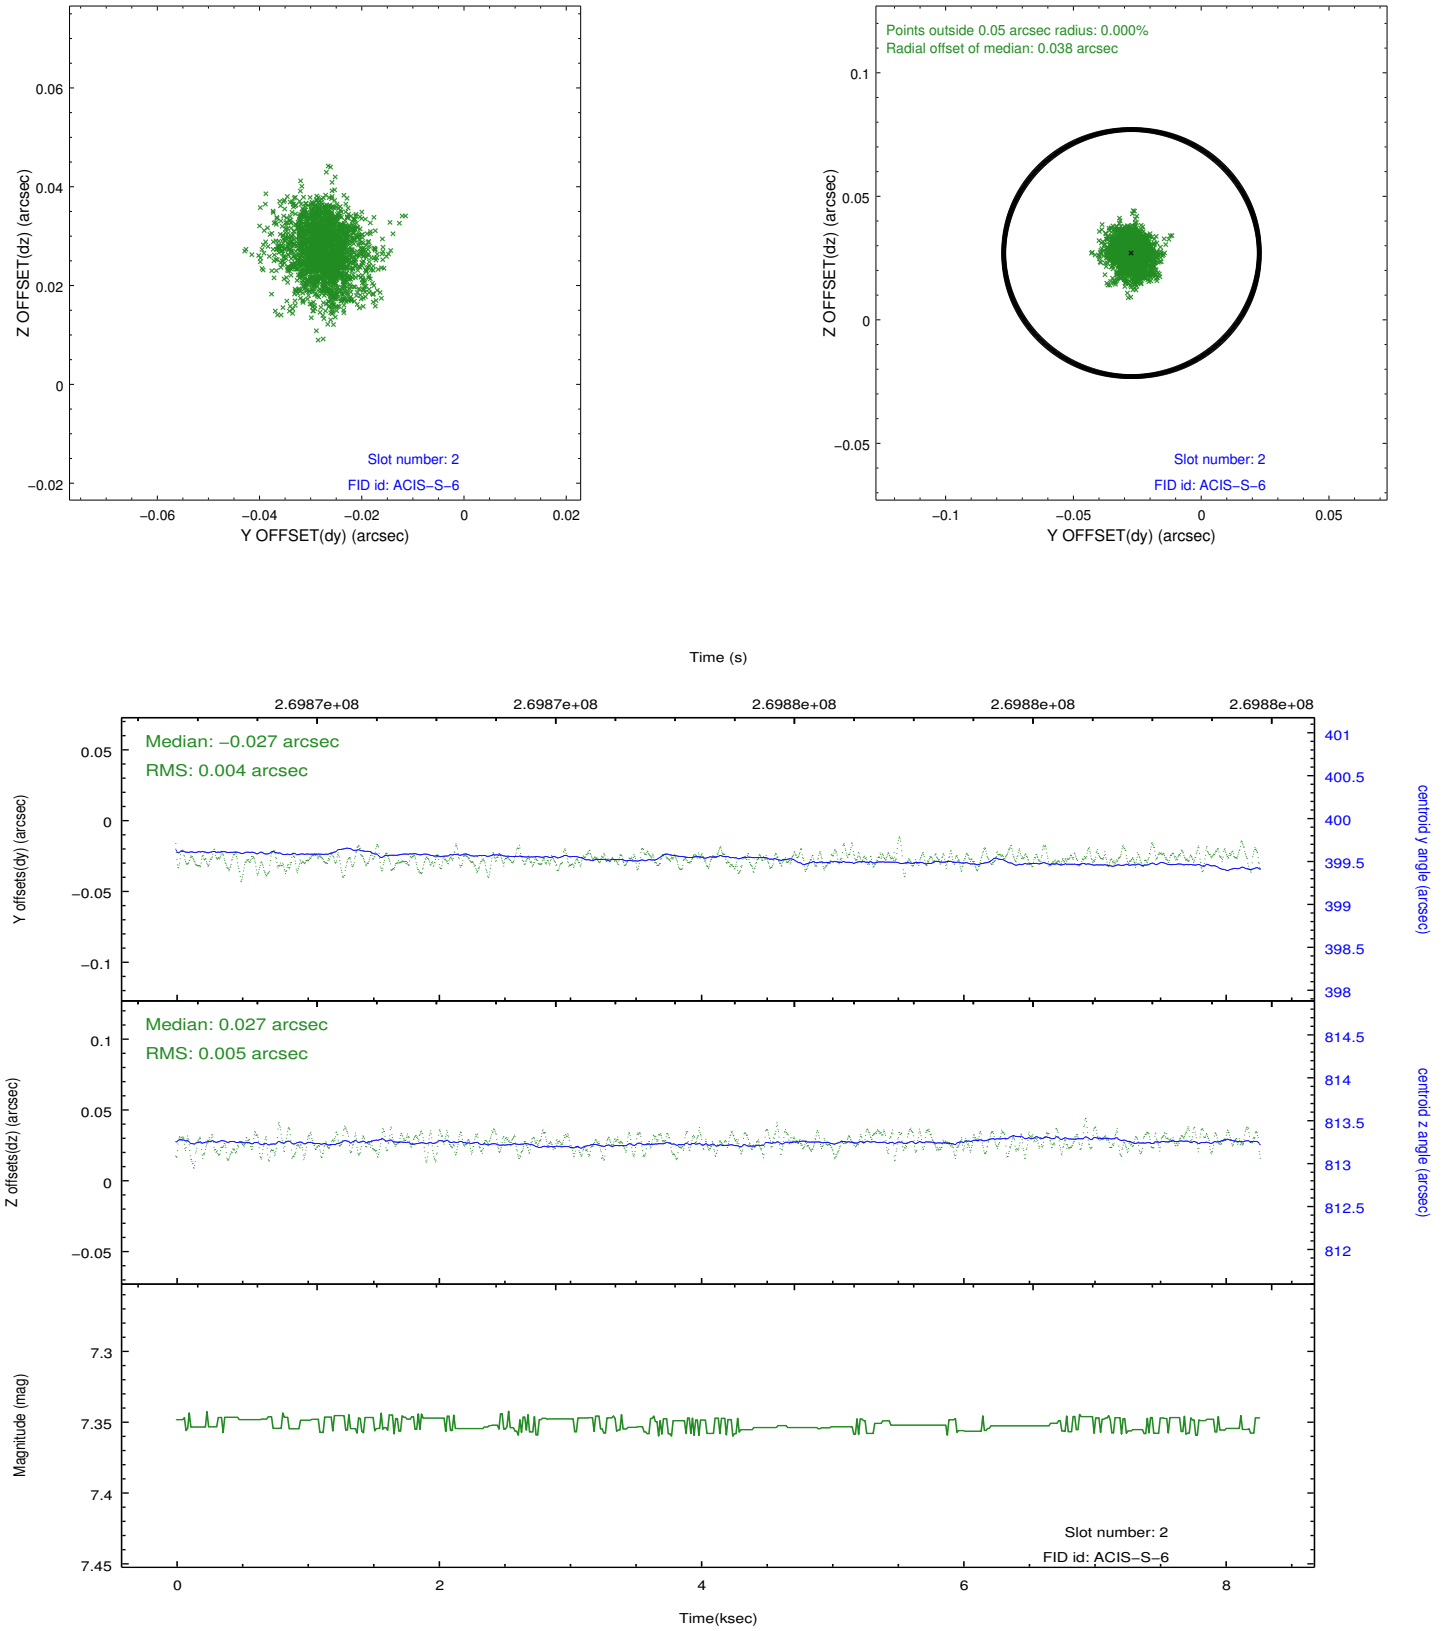 0.06
0.04
0.02
0
−0.02
Z OFFSET(dz) (arcsec)
Slot number: 2
FID id: ACIS−S−6
−0.06 −0.04 −0.02 0 0.02
Y OFFSET(dy) (arcsec)
Points outside 0.05 arcsec radius: 0.000%
Radial offset of median: 0.038 arcsec
0.1
0.05
0
−0.05
Z OFFSET(dz) (arcsec)
Slot number: 2
FID id: ACIS−S−6
−0.1 −0.05 0 0.05
Y OFFSET(dy) (arcsec)
Time (s)
2.6987e+08 2.6987e+08 2.6988e+08 2.6988e+08 2.6988e+08
Median: −0.027 arcsec
RMS: 0.004 arcsec
0.05
0
−0.05
−0.1
Y offsets(dy) (arcsec)
401
400.5
400
399.5
399
398.5
398
centroid y angle (arcsec)
Median: 0.027 arcsec
RMS: 0.005 arcsec
0.1
0.05
0
−0.05
Z offsets(dz) (arcsec)
814.5
814
813.5
813
812.5
812
centroid z angle (arcsec)
7.3
7.35
7.4
7.45
Magnitude (mag)
Slot number: 2
FID id: ACIS−S−6
0 2 4 6 8
Time(ksec)